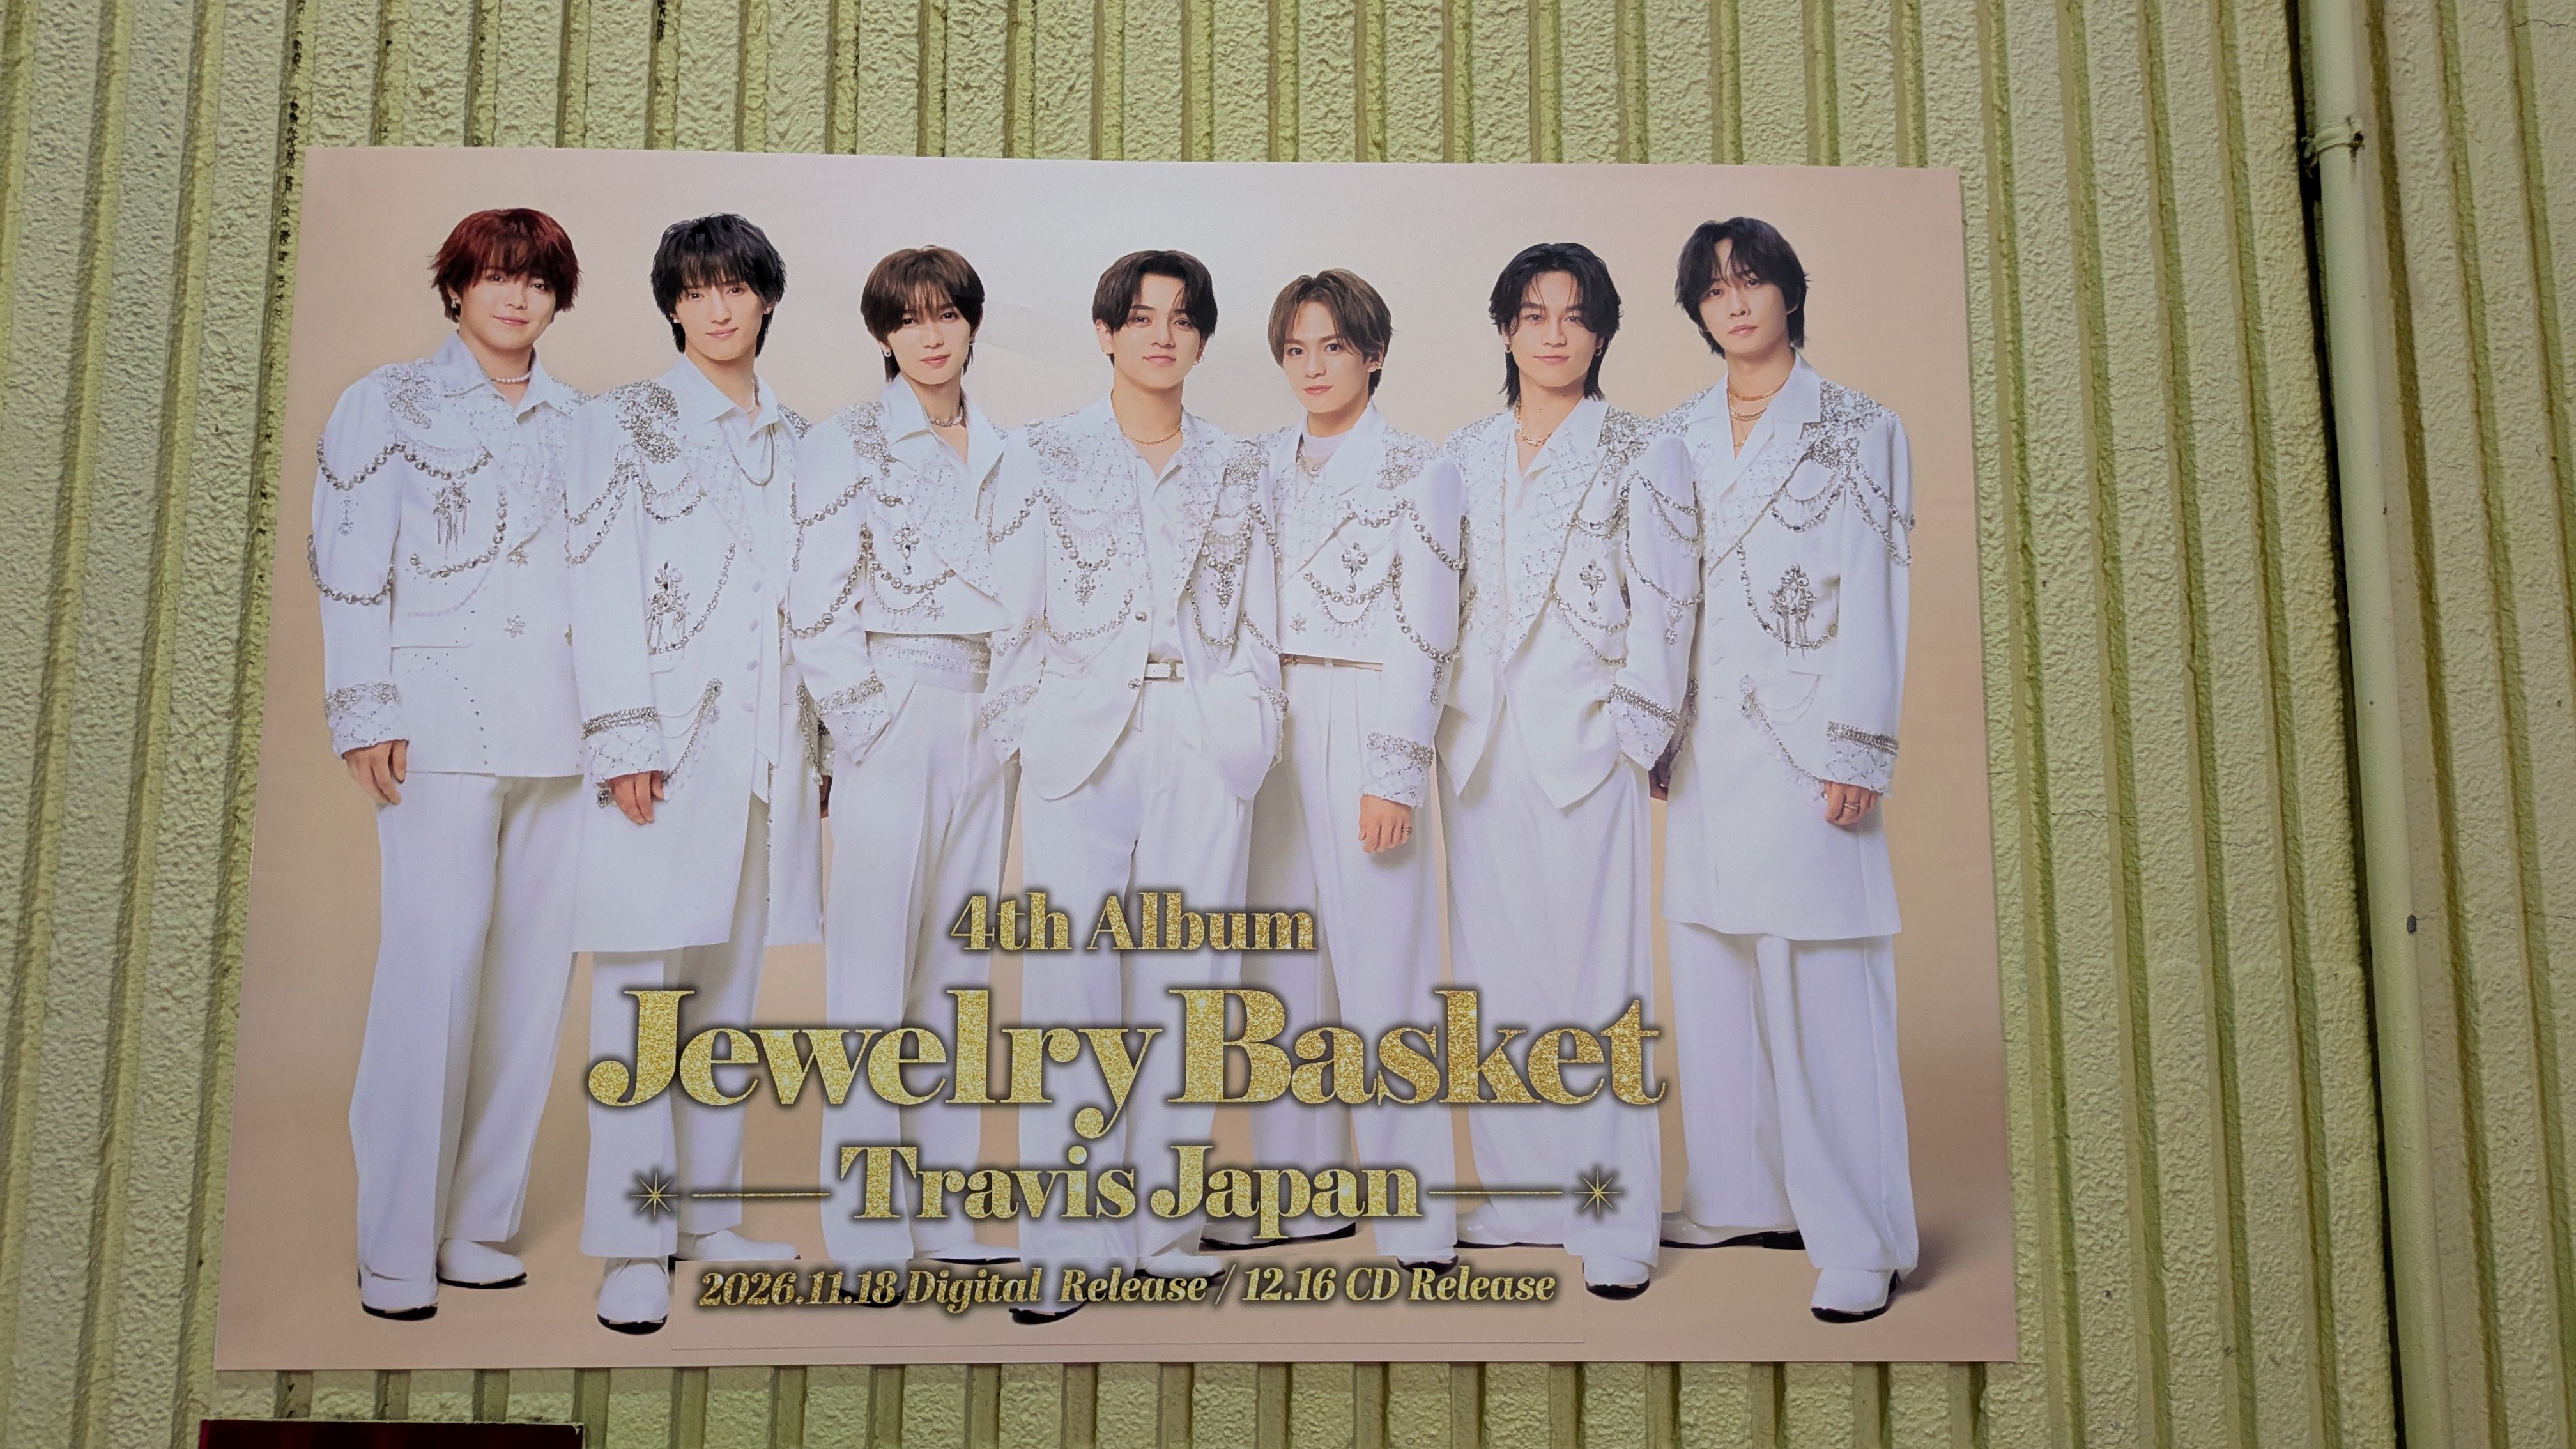 4th Album
Jewelry Basket
Travis Japan
2026.11.18 Digital Release / 12.16 CD Release